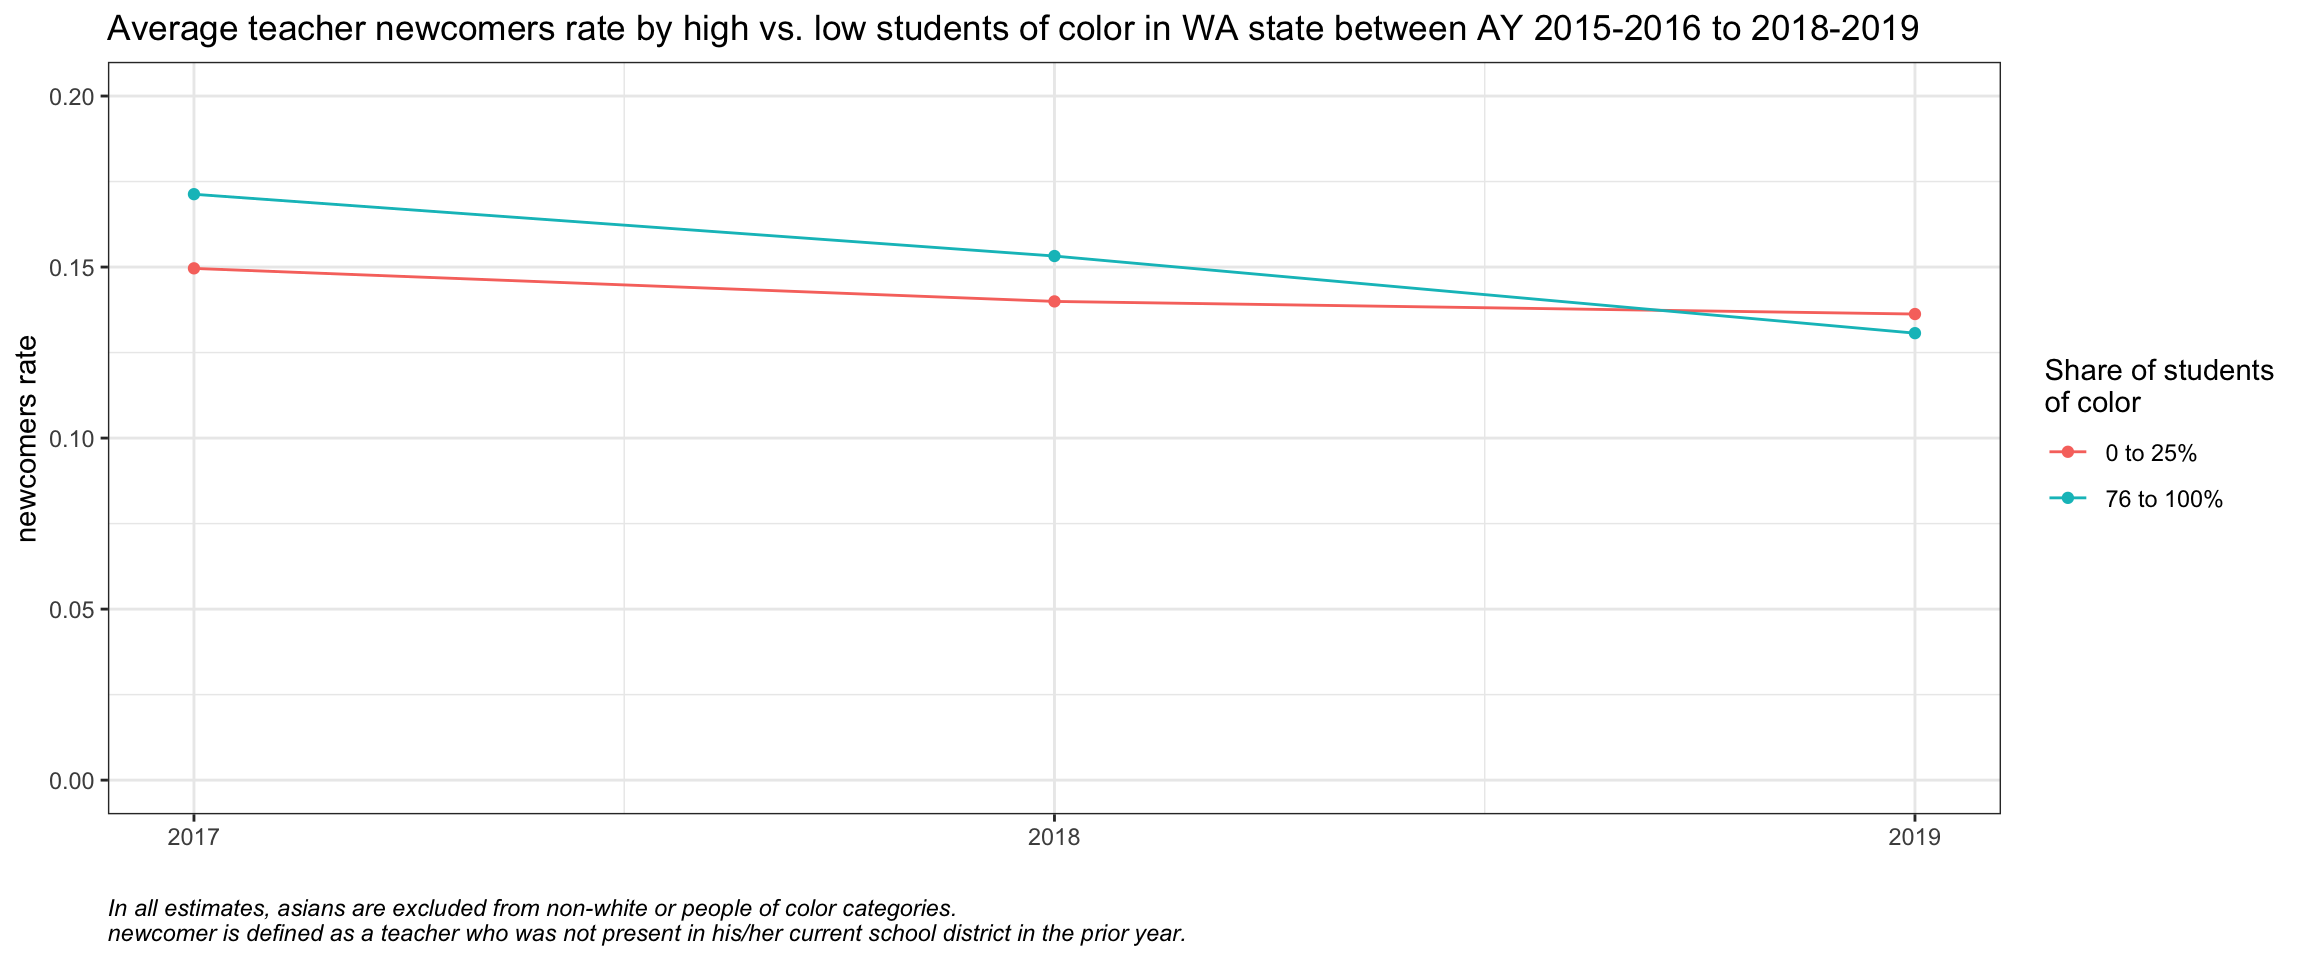 Average teacher newcomers rate by high vs. low students of color in WA state between AY 2015-2016 to 2018-2019
0.20
0.15
0.10
0.05
0.00
newcomers rate
2017
2018
2019
Share of students
of color
0 to 25%
76 to 100%
In all estimates, asians are excluded from non-white or people of color categories.
newcomer is defined as a teacher who was not present in his/her current school district in the prior year.